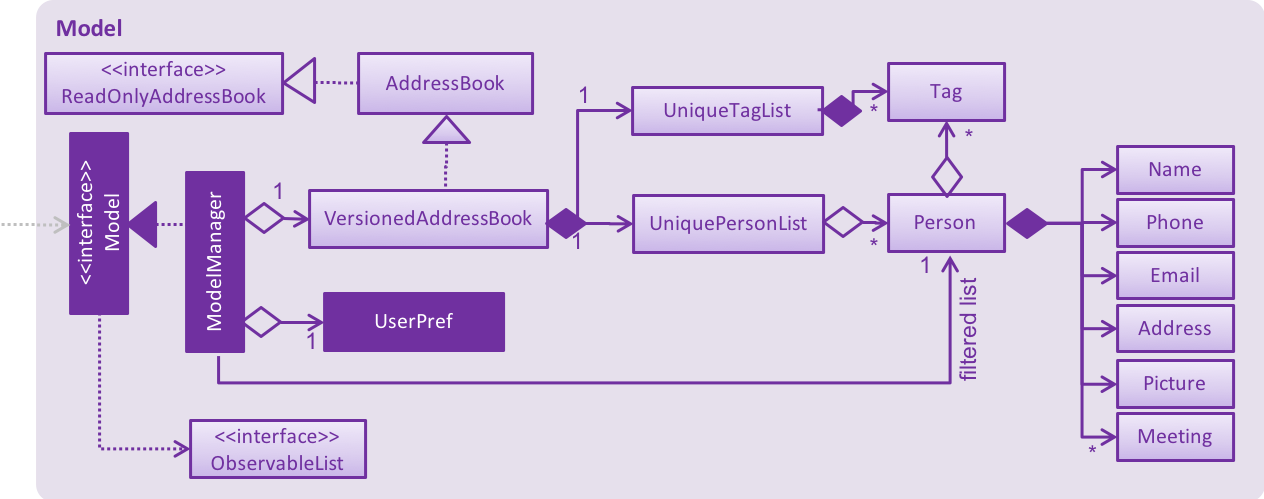 Model
<<interface>>
ReadOnlyAddressBook
AddressBook
1
UniqueTagList
*
Tag
*
<<interface>>
Model
ModelManager
1
VersionedAddressBook
1
UniquePersonList
*
Person
1
filtered list
1
UserPref
<<interface>>
ObservableList
Name
Phone
Email
Address
Picture
*
Meeting